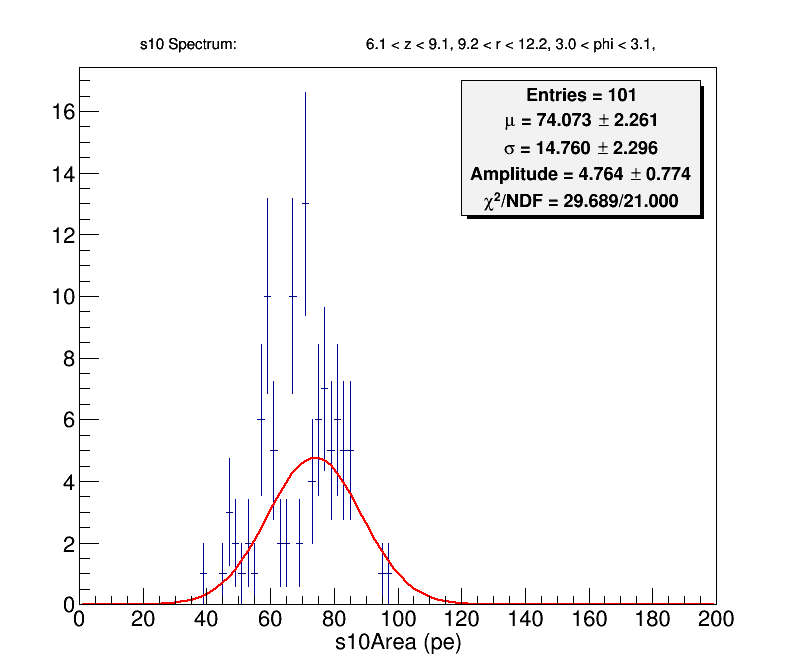 s10 Spectrum: 6.1 < z < 9.1, 9.2 < r < 12.2, 3.0 < phi < 3.1,
Entries = 101
μ = 74.073 ± 2.261
σ = 14.760 ± 2.296
Amplitude = 4.764 ± 0.774
χ²/NDF = 29.689/21.000
16
14
12
10
8
6
4
2
0
0 20 40 60 80 100 120 140 160 180 200
s10Area (pe)